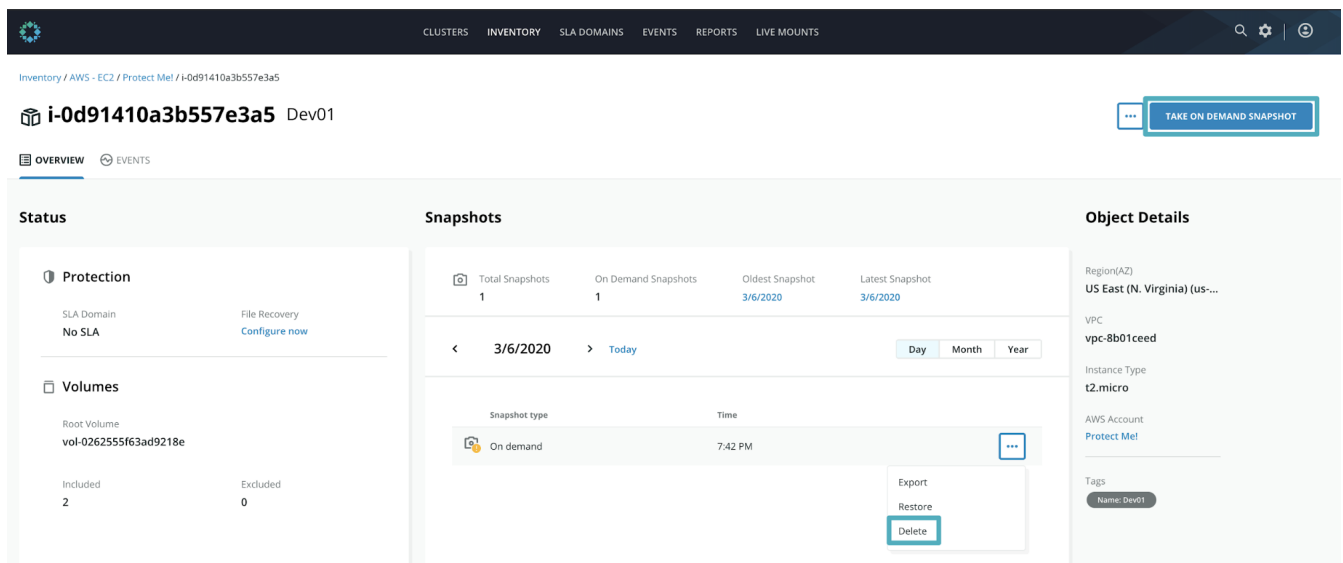 CLUSTERS INVENTORY SLA DOMAINS EVENTS REPORTS LIVE MOUNTS
Inventory / AWS - EC2 / Protect Me! / i-0d91410a3b557e3a5
i-0d91410a3b557e3a5 Dev01
... TAKE ON DEMAND SNAPSHOT
OVERVIEW EVENTS
Status
Protection
SLA Domain File Recovery
No SLA Configure now
Volumes
Root Volume
vol-0262555f63ad9218e
Included Excluded
2 0
Snapshots
Total Snapshots On Demand Snapshots Oldest Snapshot Latest Snapshot
1 1 3/6/2020 3/6/2020
< 3/6/2020 > Today Day Month Year
Snapshot type Time
On demand 7:42 PM ...
Export
Restore
Delete
Object Details
Region(AZ)
US East (N. Virginia) (us-...
VPC
vpc-8b01ceed
Instance Type
t2.micro
AWS Account
Protect Me!
Tags
Name: Dev01